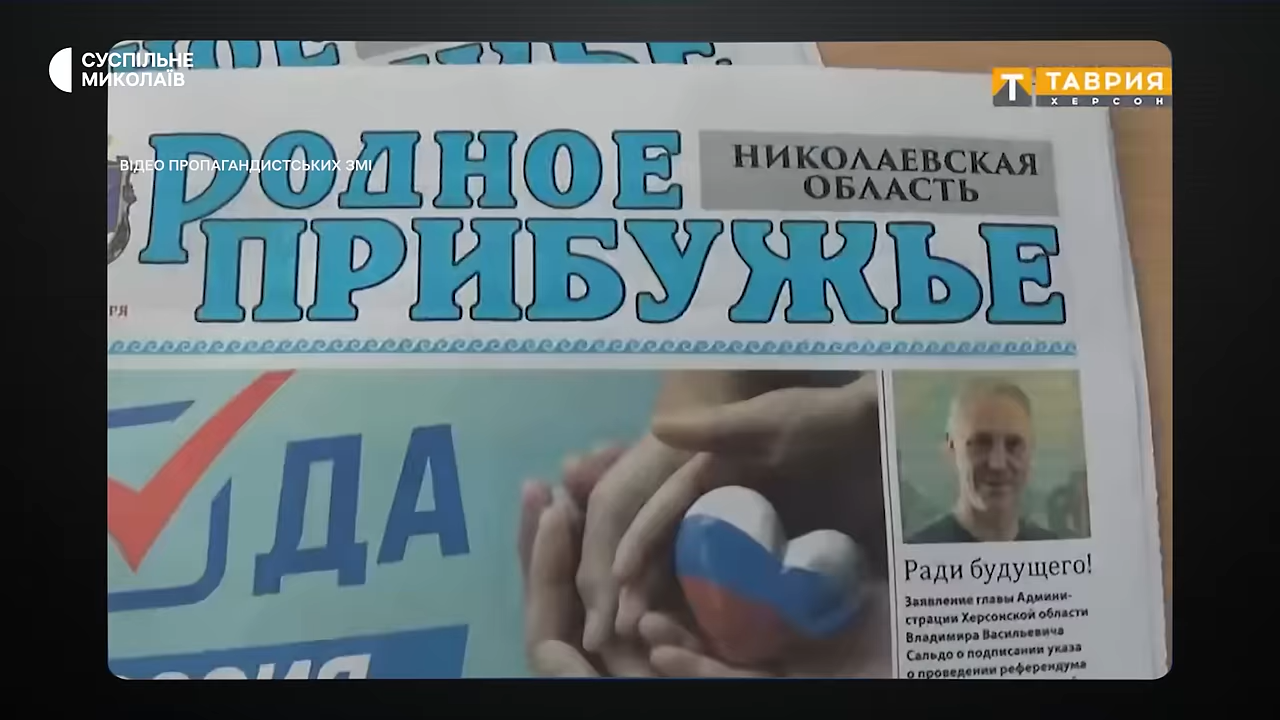 СУСПІЛЬНЕ
МИКОЛАЇВ
ТАВРИЯ
ХЕРСОН
ВІДЕО ПРОПАГАНДИСТСЬКИХ ЗМІ
РОДНОЕ
ПРИБУЖЬЕ
НИКОЛАЕВСКАЯ
ОБЛАСТЬ
РЯ
ДА
Ради будущего!
Заявление главы Админи-
страции Херсонской области
Владимира Васильевича
Сальдо о подписании указа
о проведении референдума